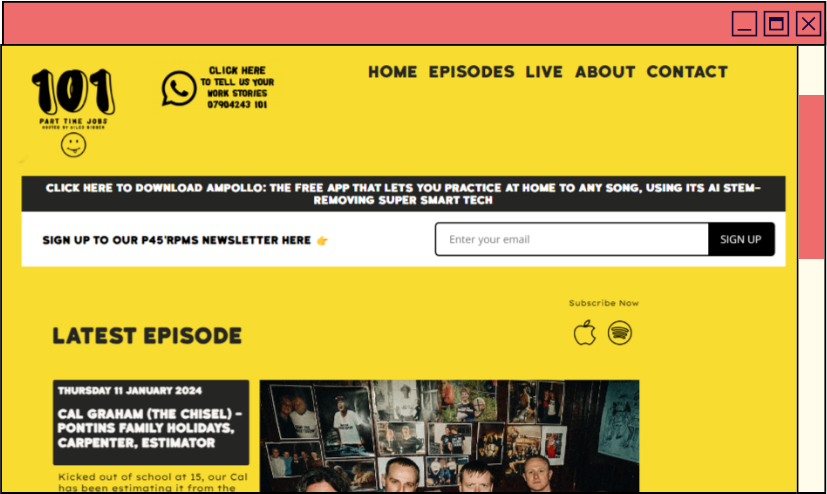 101
PART TIME JOBS
HOSTED BY GILES BIDDER
CLICK HERE
TO TELL US YOUR
WORK STORIES
07904243 101
HOME EPISODES LIVE ABOUT CONTACT
CLICK HERE TO DOWNLOAD AMPOLLO: THE FREE APP THAT LETS YOU PRACTICE AT HOME TO ANY SONG, USING ITS AI STEM-
REMOVING SUPER SMART TECH
SIGN UP TO OUR P45'RPMS NEWSLETTER HERE 👉
Enter your email
SIGN UP
Subscribe Now
LATEST EPISODE
THURSDAY 11 JANUARY 2024
CAL GRAHAM (THE CHISEL) –
PONTINS FAMILY HOLIDAYS,
CARPENTER, ESTIMATOR
Kicked out of school at 15, our Cal
has been estimating it from the